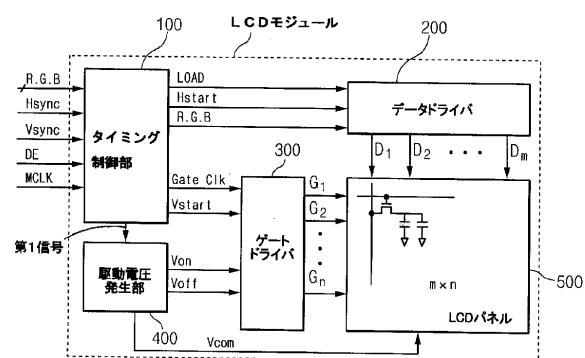 LCDモジュール
100
200
R.G.B
Hsync
Vsync
DE
MCLK
タイミング
制御部
LOAD
Hstart
R.G.B
データドライバ
D1 D2 ・・・ Dm
300
Gate Clk
Vstart
ゲート
ドライバ
G1
G2
・
・
・
Gn
第1信号
駆動電圧
発生部
Von
Voff
400
Vcom
m×n
LCDパネル
500